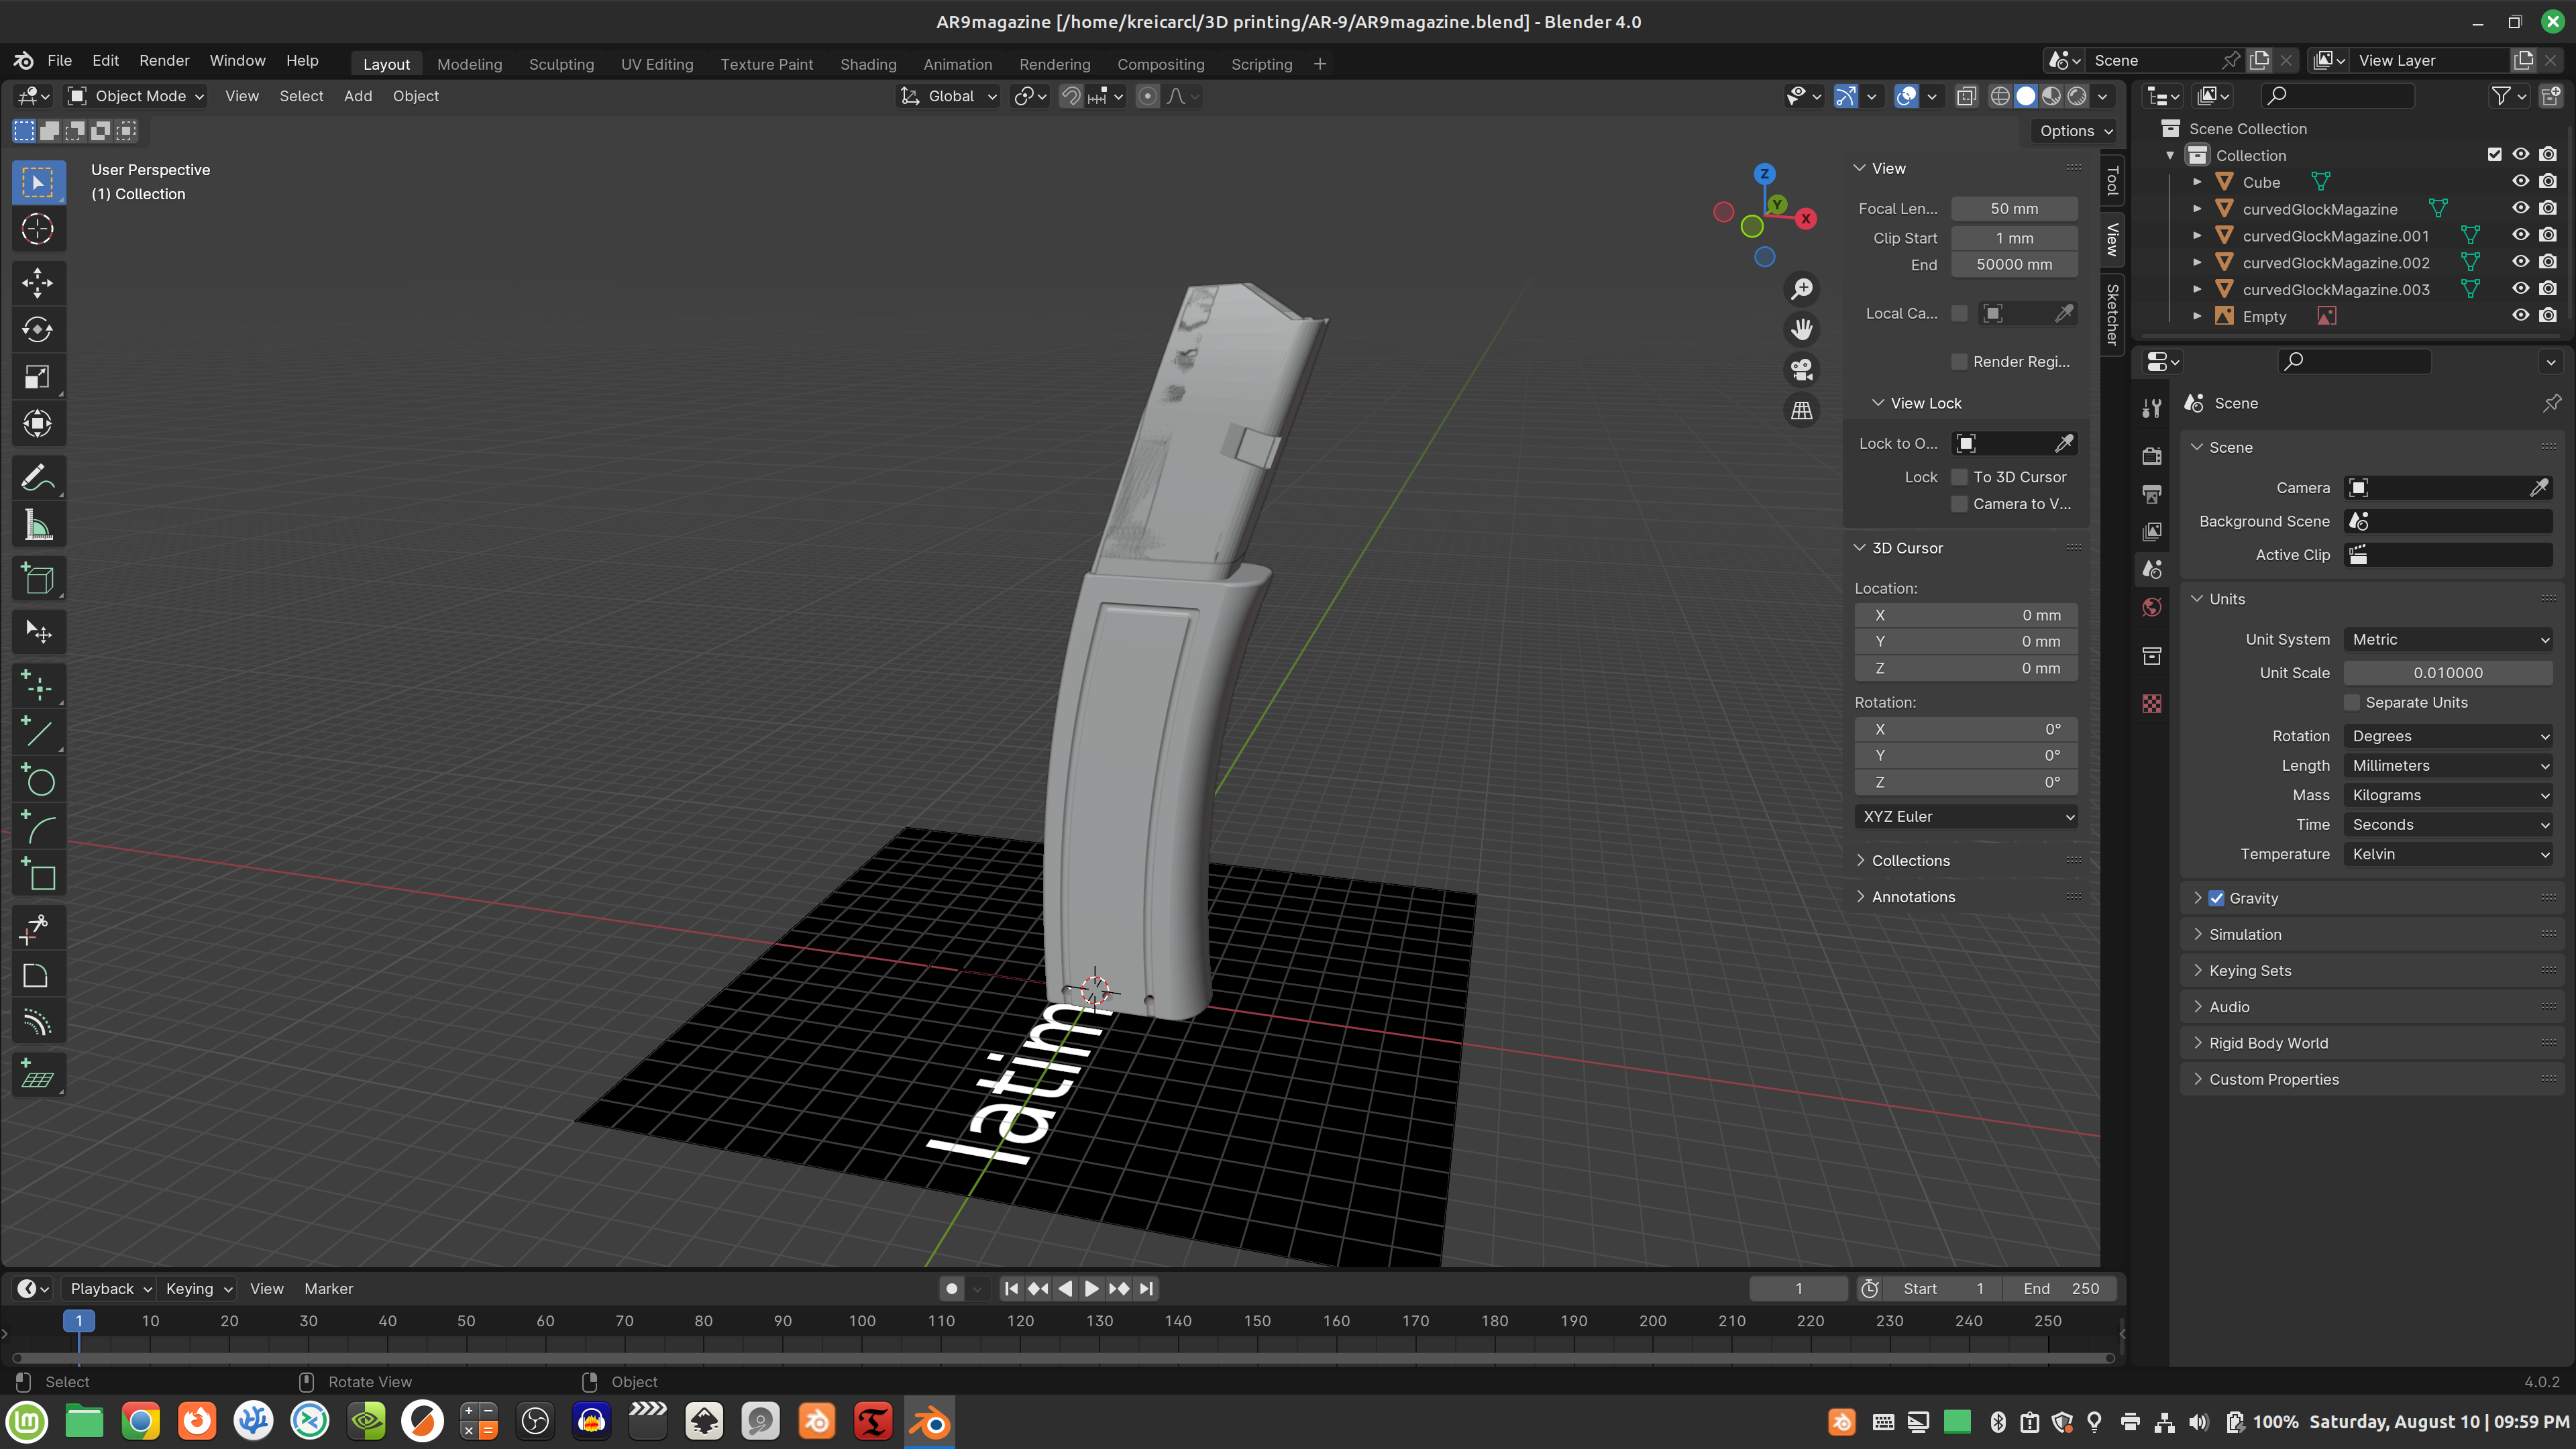 AR9magazine [/home/kreicarcl/3D printing/AR-9/AR9magazine.blend] - Blender 4.0
File Edit Render Window Help Layout Modeling Sculpting UV Editing Texture Paint Shading Animation Rendering Compositing Scripting Scene View Layer
Object Mode View Select Add Object Global
Options
User Perspective
(1) Collection
Z
Y
X
View
Focal Len... 50 mm
Clip Start 1 mm
End 50000 mm
Local Ca...
Render Regi...
View Lock
Lock to O...
Lock To 3D Cursor
Camera to V...
3D Cursor
Location:
X 0 mm
Y 0 mm
Z 0 mm
Rotation:
X 0°
Y 0°
Z 0°
XYZ Euler
Collections
Annotations
Tool
View
Sketcher
Scene Collection
Collection
Cube
curvedGlockMagazine
curvedGlockMagazine.001
curvedGlockMagazine.002
curvedGlockMagazine.003
Empty
Scene
Scene
Camera
Background Scene
Active Clip
Units
Unit System Metric
Unit Scale 0.010000
Separate Units
Rotation Degrees
Length Millimeters
Mass Kilograms
Time Seconds
Temperature Kelvin
Gravity
Simulation
Keying Sets
Audio
Rigid Body World
Custom Properties
latim
Playback Keying View Marker 1 Start 1 End 250
1 10 20 30 40 50 60 70 80 90 100 110 120 130 140 150 160 170 180 190 200 210 220 230 240 250
Select Rotate View Object 4.0.2
100% Saturday, August 10 | 09:59 PM